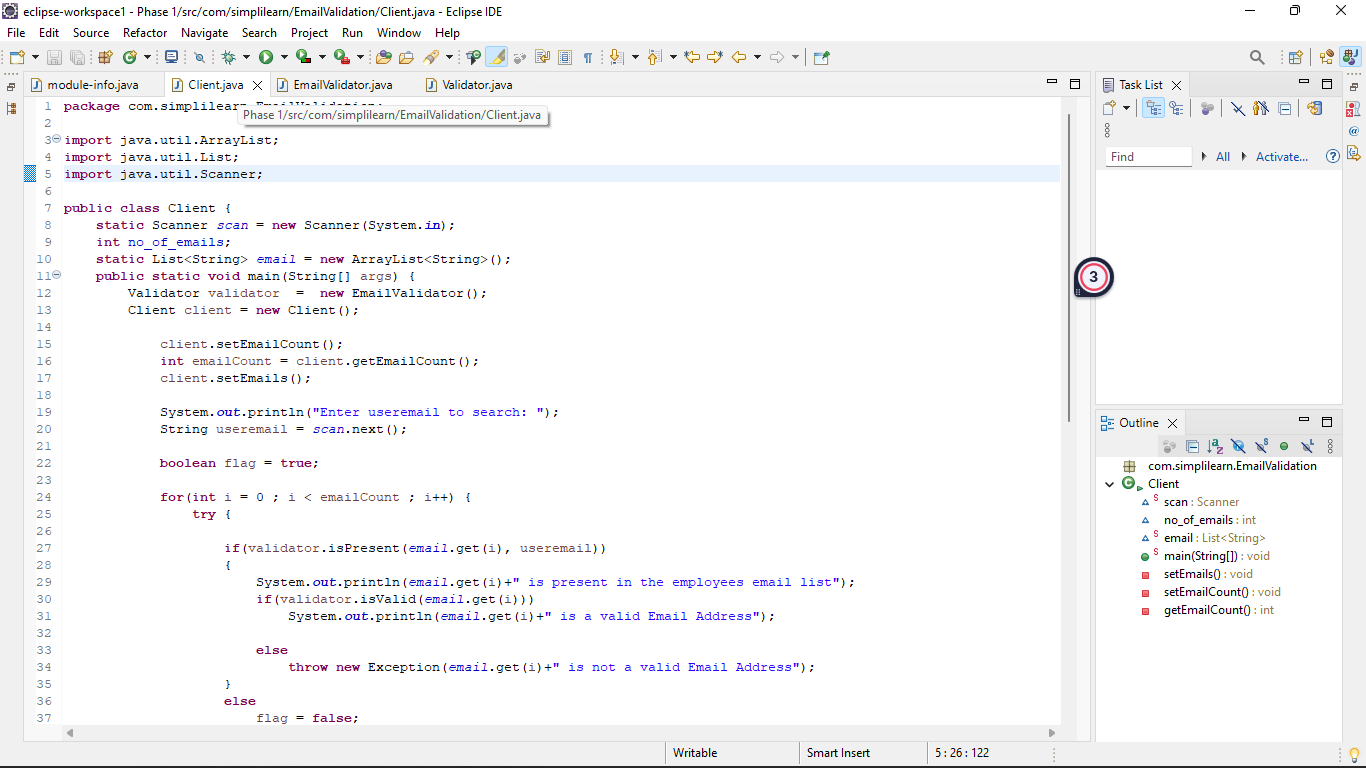 eclipse-workspace1 - Phase 1/src/com/simplilearn/EmailValidation/Client.java - Eclipse IDE
File Edit Source Refactor Navigate Search Project Run Window Help
module-info.java Client.java EmailValidator.java Validator.java
1 package com.simplilearn.EmailValidation;
Phase 1/src/com/simplilearn/EmailValidation/Client.java
2
3 import java.util.ArrayList;
4 import java.util.List;
5 import java.util.Scanner;
6
7 public class Client {
8 static Scanner scan = new Scanner(System.in);
9 int no_of_emails;
10 static List<String> email = new ArrayList<String>();
11 public static void main(String[] args) {
12 Validator validator = new EmailValidator();
13 Client client = new Client();
14
15 client.setEmailCount();
16 int emailCount = client.getEmailCount();
17 client.setEmails();
18
19 System.out.println("Enter useremail to search: ");
20 String useremail = scan.next();
21
22 boolean flag = true;
23
24 for(int i = 0 ; i < emailCount ; i++) {
25 try {
26
27 if(validator.isPresent(email.get(i), useremail))
28 {
29 System.out.println(email.get(i)+" is present in the employees email list");
30 if(validator.isValid(email.get(i)))
31 System.out.println(email.get(i)+" is a valid Email Address");
32
33 else
34 throw new Exception(email.get(i)+" is not a valid Email Address");
35 }
36 else
37 flag = false;
Task List
Find All Activate...
3
Outline
com.simplilearn.EmailValidation
Client
scan : Scanner
no_of_emails : int
email : List<String>
main(String[]) : void
setEmails() : void
setEmailCount() : void
getEmailCount() : int
Writable Smart Insert 5 : 26 : 122